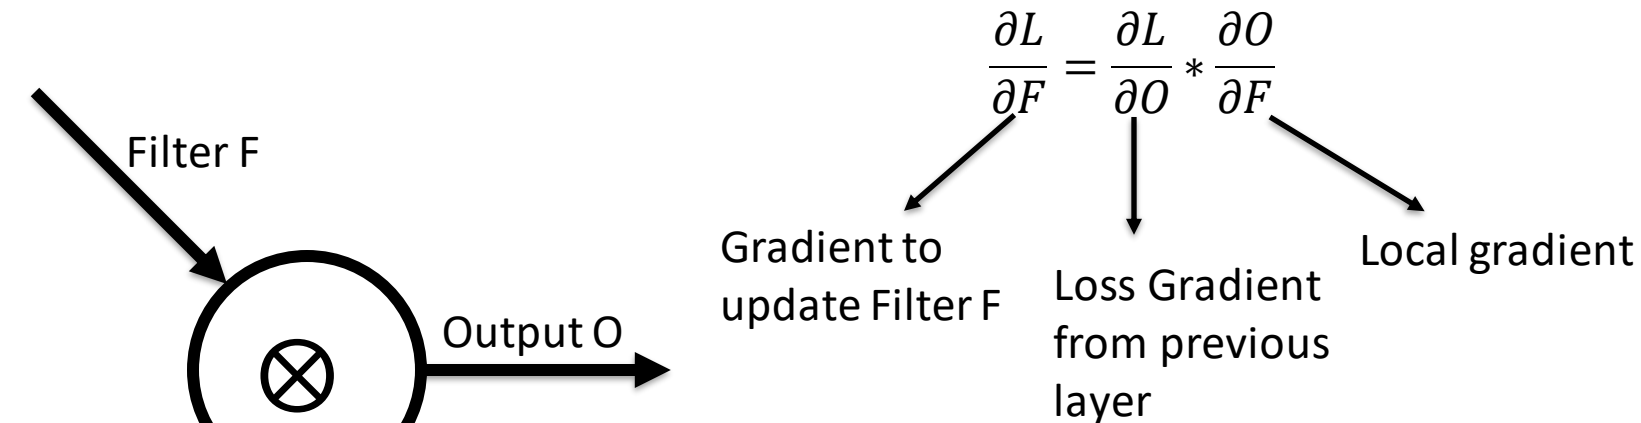 ∂L/∂F = ∂L/∂O * ∂O/∂F
Filter F
Output O
Gradient to
update Filter F
Loss Gradient
from previous
layer
Local gradient